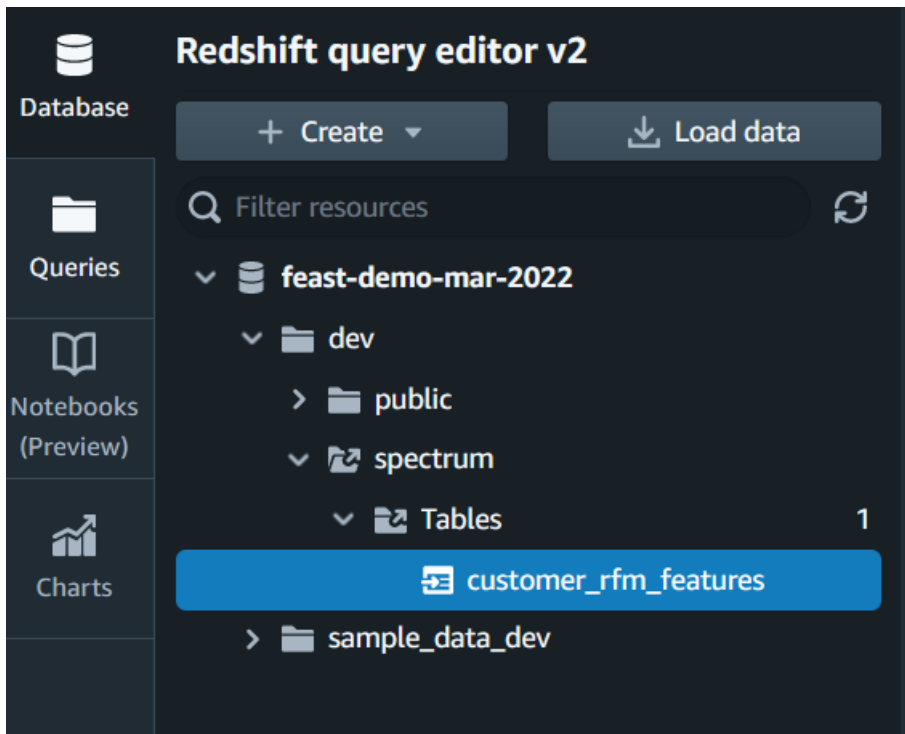 Redshift query editor v2
Database
Create
Load data
Filter resources
Queries
feast-demo-mar-2022
dev
public
Notebooks
(Preview)
spectrum
Tables 1
Charts
customer_rfm_features
sample_data_dev